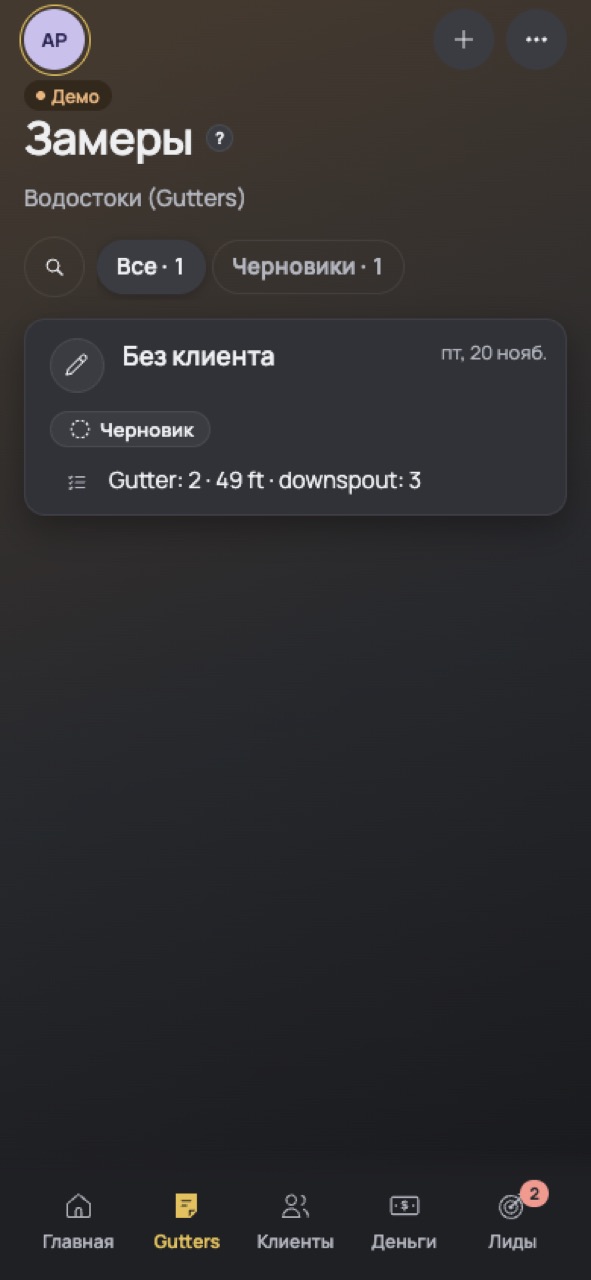 AP
Демо
Замеры ?
Водостоки (Gutters)
Все · 1
Черновики · 1
Без клиента
пт, 20 нояб.
Черновик
Gutter: 2 · 49 ft · downspout: 3
2
Главная
Gutters
Клиенты
Деньги
Лиды